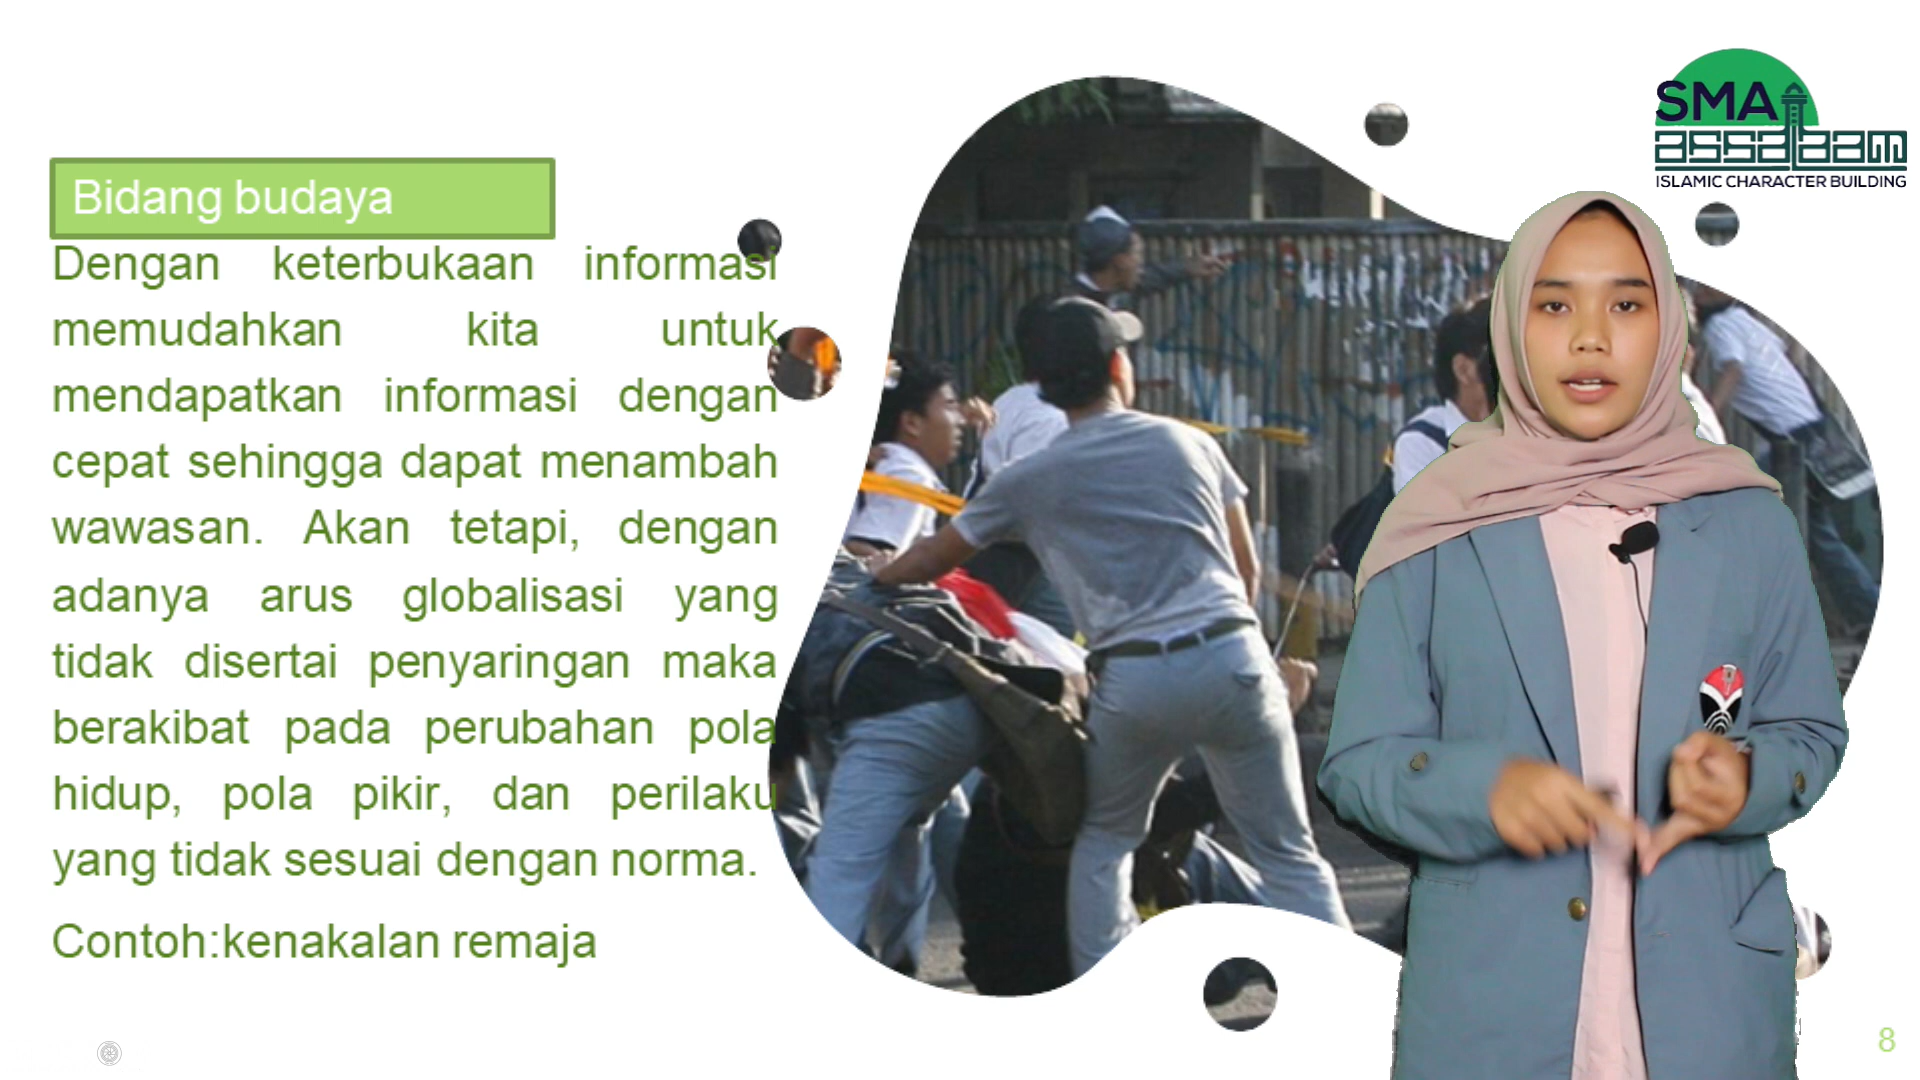 SMA
assalaam
ISLAMIC CHARACTER BUILDING
Bidang budaya
Dengan keterbukaan informasi
memudahkan kita untuk
mendapatkan informasi dengan
cepat sehingga dapat menambah
wawasan. Akan tetapi, dengan
adanya arus globalisasi yang
tidak disertai penyaringan maka
berakibat pada perubahan pola
hidup, pola pikir, dan perilaku
yang tidak sesuai dengan norma.
Contoh:kenakalan remaja
8